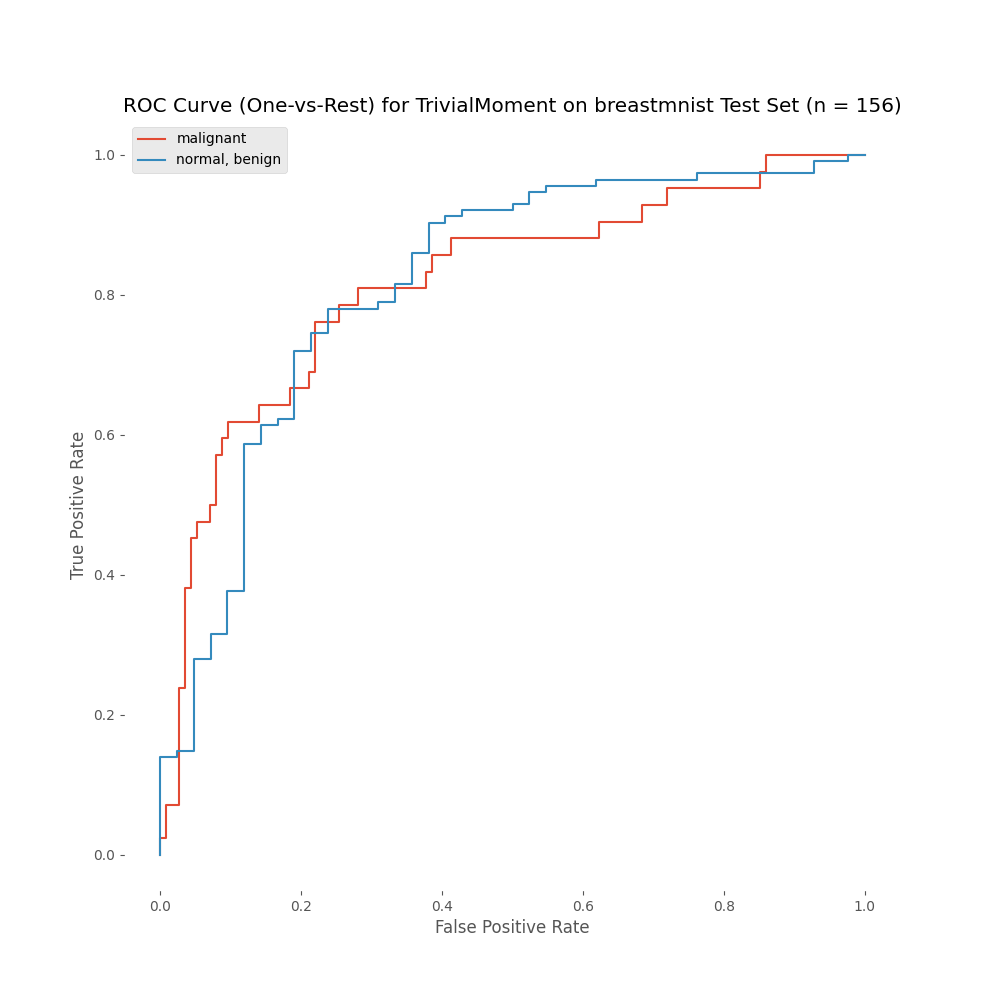 ROC Curve (One-vs-Rest) for TrivialMoment on breastmnist Test Set (n = 156)
malignant
normal, benign
1.0
0.8
0.6
0.4
0.2
0.0
True Positive Rate
0.0 0.2 0.4 0.6 0.8 1.0
False Positive Rate